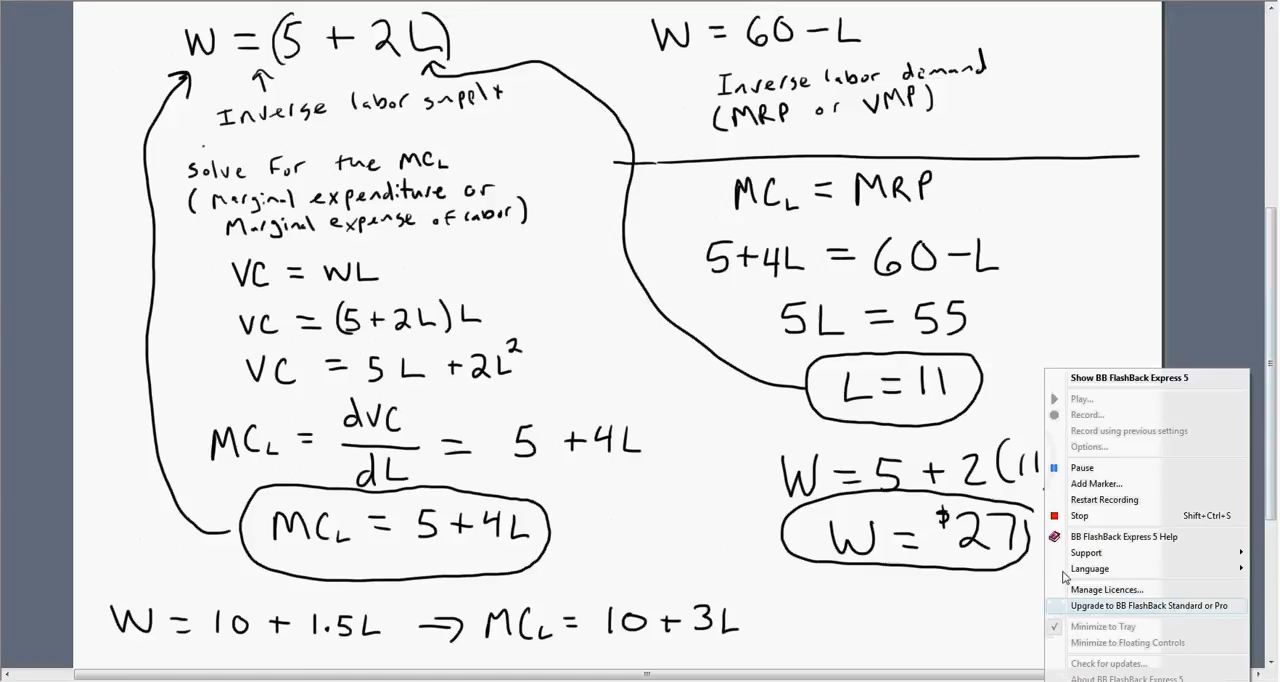 W = (5 + 2L)
Inverse labor supply
Solve For the MCL
(Marginal expenditure or
Marginal expense of labor)
VC = WL
VC = (5+2L)L
VC = 5L + 2L²
MCL = dVC/dL = 5 + 4L
MCL = 5 + 4L
W = 10 + 1.5L → MCL = 10 + 3L
W = 60 - L
Inverse labor demand
(MRP or VMP)
MCL = MRP
5+4L = 60-L
5L = 55
L = 11
W = 5 + 2(11
W = $27
Show BB FlashBack Express 5
Play...
Record...
Record using previous settings
Options...
Pause
Add Marker...
Restart Recording
Stop Shift+Ctrl+S
BB FlashBack Express 5 Help
Support
Language
Manage Licences...
Upgrade to BB FlashBack Standard or Pro
Minimize to Tray
Minimize to Floating Controls
Check for updates...
About BB FlashBack Express 5